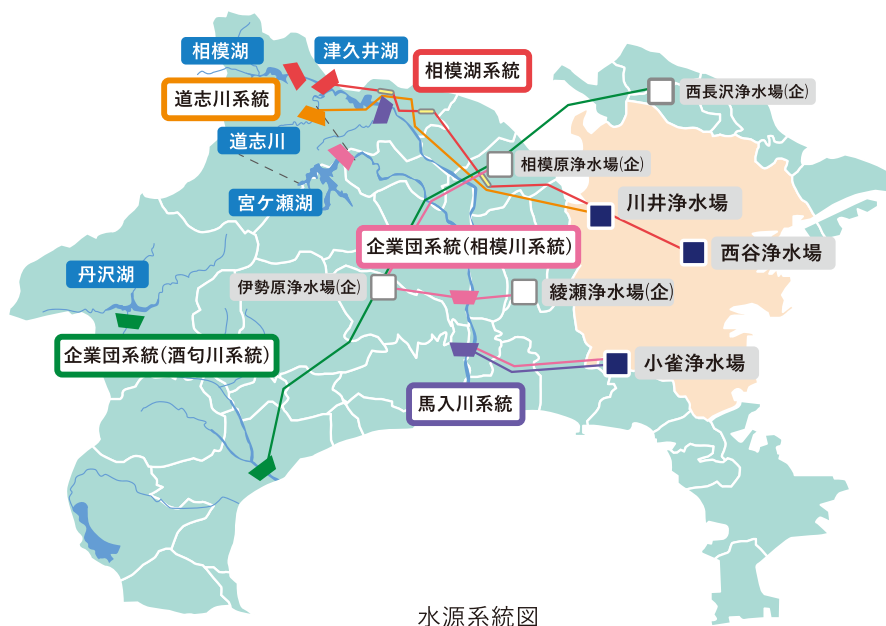 相模湖
津久井湖
相模湖系統
西長沢浄水場(企)
道志川系統
道志川
相模原浄水場(企)
宮ケ瀬湖
川井浄水場
企業団系統(相模川系統)
西谷浄水場
丹沢湖
伊勢原浄水場(企)
綾瀬浄水場(企)
企業団系統(酒匂川系統)
小雀浄水場
馬入川系統
水源系統図